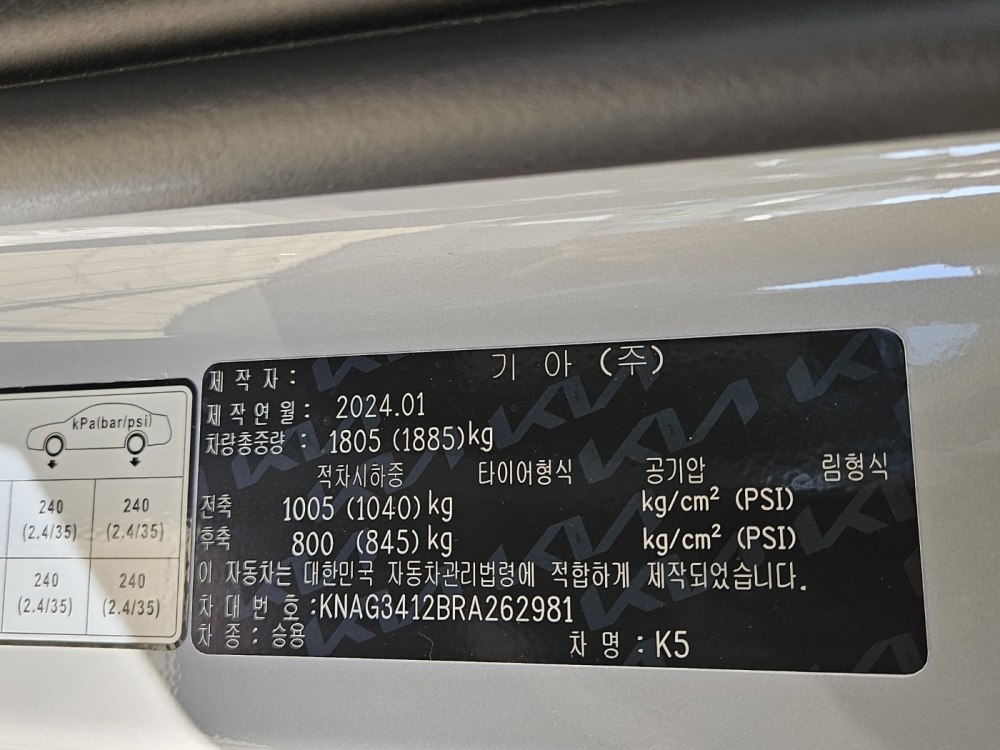 kPa(bar/psi)
240 240
(2.4/35) (2.4/35)
240 240
(2.4/35) (2.4/35)
제 작 자 : 기 아 (주)
제 작 연 월 : 2024.01
차량총중량 : 1805 (1885)kg
적차시하중 타이어형식 공기압 림형식
전축 1005 (1040) kg kg/cm² (PSI)
후축 800 (845) kg kg/cm² (PSI)
이 자동차는 대한민국 자동차관리법령에 적합하게 제작되었습니다.
차 대 번 호 :KNAG3412BRA262981
차 종 : 승용 차 명 : K5